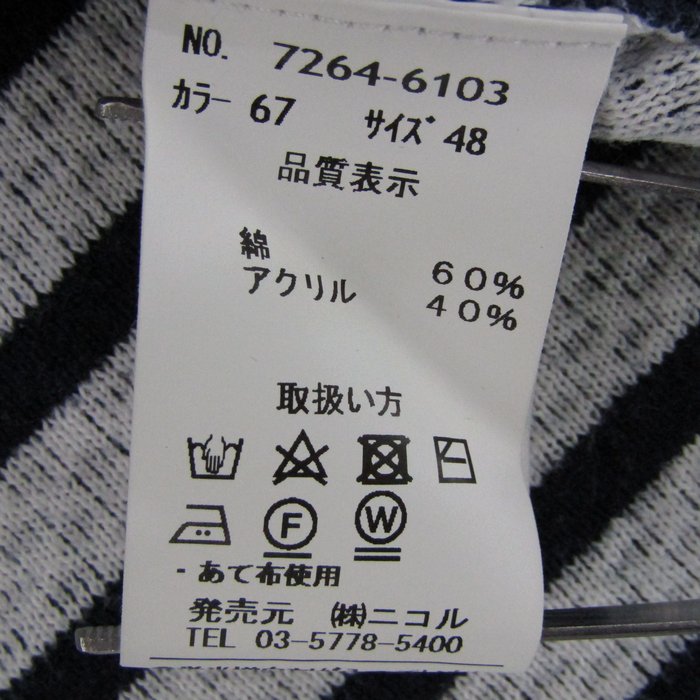 NO. 7264-6103
カラー 67 サイズ 48
品質表示
綿 60%
アクリル 40%
取扱い方
F W
- あて布使用
発売元 (株)ニコル
TEL 03-5778-5400